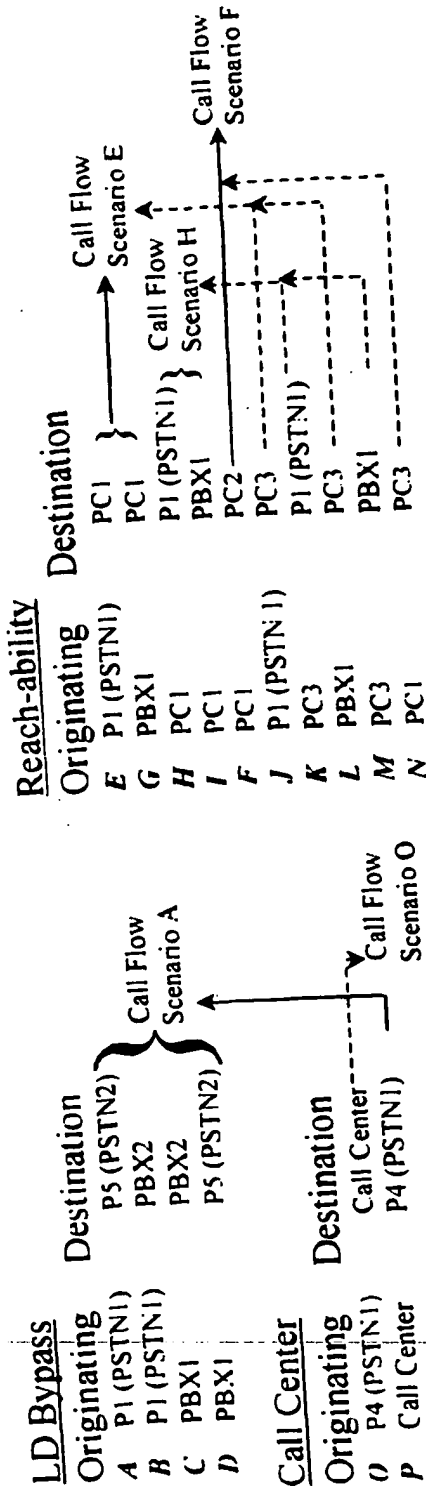 LD Bypass
Originating Destination
A P1 (PSTN1) P5 (PSTN2)
B P1 (PSTN1) PBX2
C PBX1 PBX2
D PBX1 P5 (PSTN2)
Call Flow
Scenario A
Call Center
Originating Destination
O P4 (PSTN1) Call Center
P Call Center P4 (PSTN1)
Call Flow
Scenario O
Reach-ability
Originating Destination
E P1 (PSTN1) PC1
G PBX1 PC1
H PC1 P1 (PSTN1)
I PC1 PBX1
F PC1 PC2
J P1 (PSTN1) PC3
K PC3 P1 (PSTN1)
L PBX1 PC3
M PC3 PBX1
N PC1 PC3
Call Flow
Scenario E
Call Flow
Scenario H
Call Flow
Scenario F